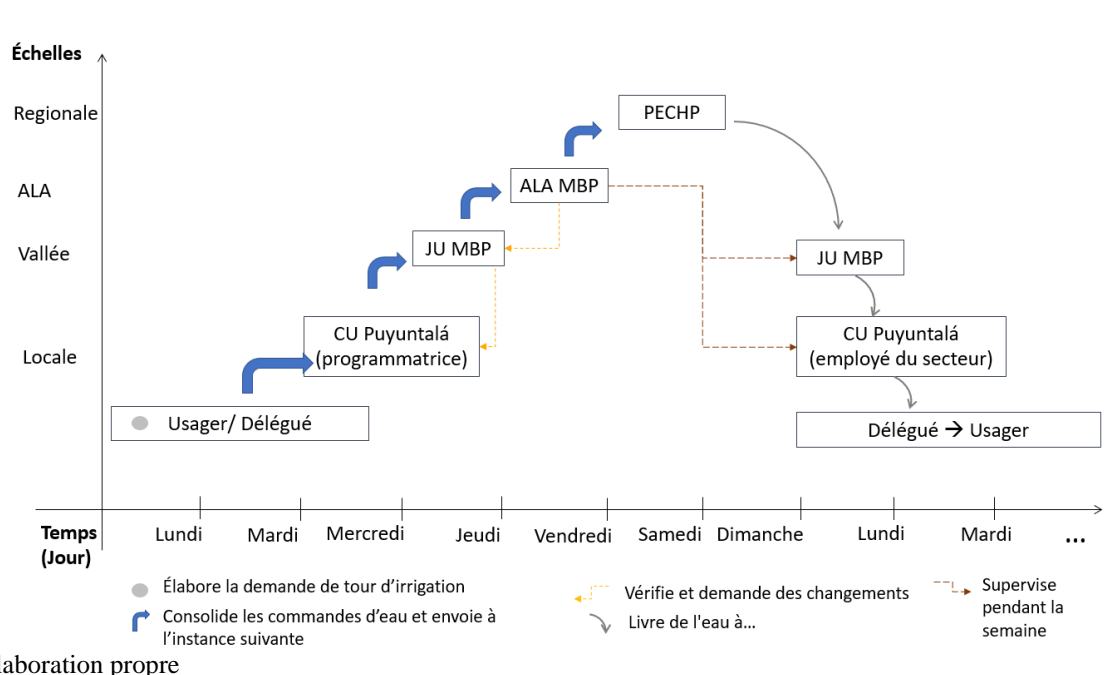 Échelles
Regionale
PECHP
ALA
ALA MBP
Vallée
JU MBP
JU MBP
Locale
CU Puyuntalá
(programmatrice)
CU Puyuntalá
(employé du secteur)
Usager/ Délégué
Délégué → Usager
Temps
(Jour)
Lundi
Mardi
Mercredi
Jeudi
Vendredi
Samedi
Dimanche
Lundi
Mardi
...
Élabore la demande de tour d'irrigation
Consolide les commandes d'eau et envoie à
l'instance suivante
Vérifie et demande des changements
Livre de l'eau à...
Supervise
pendant la
semaine
laboration propre